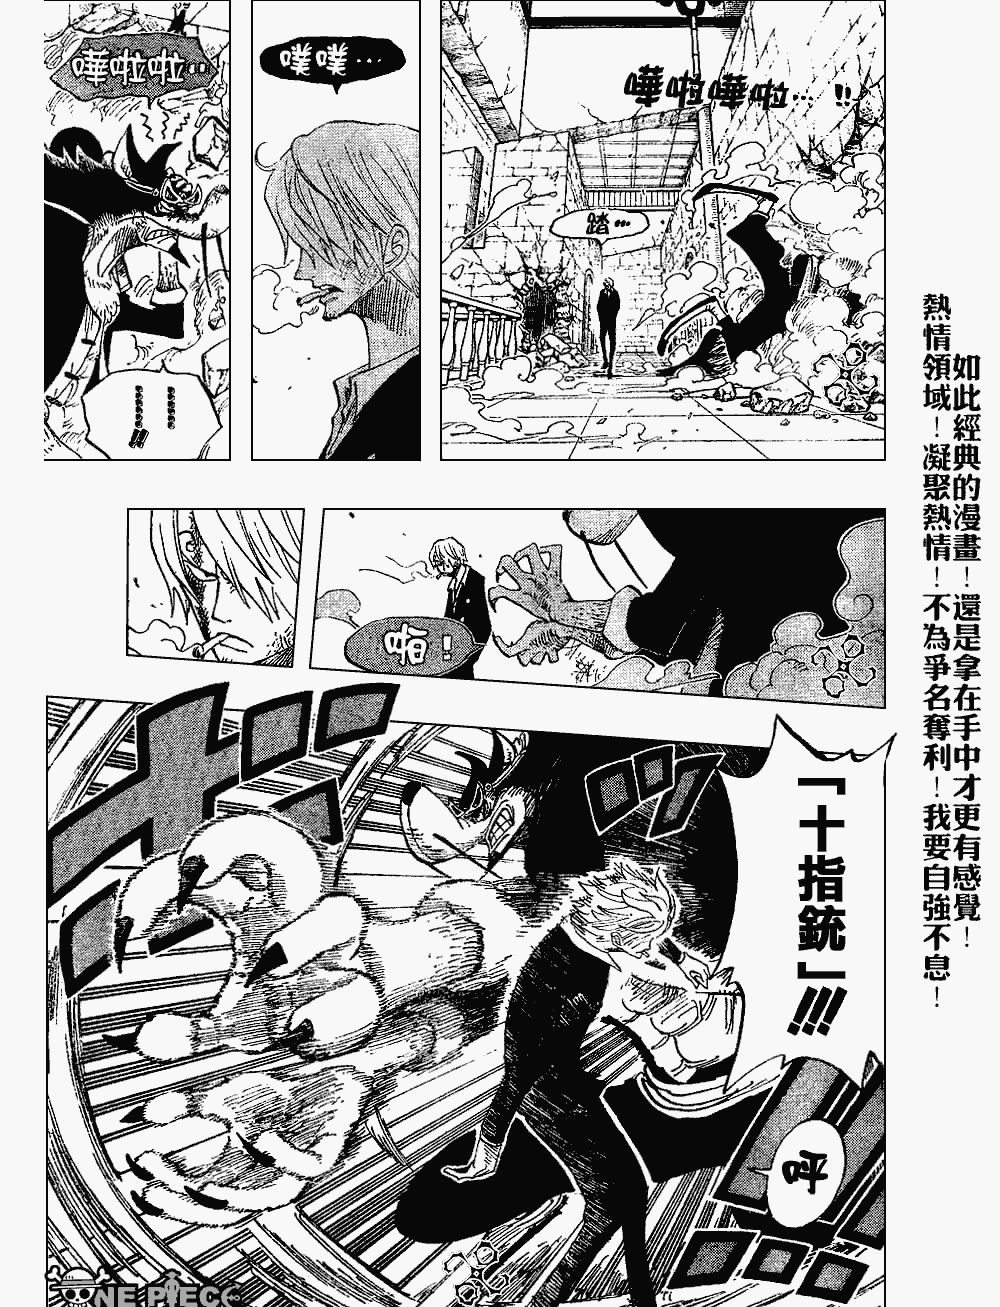 嘩啦嘩啦…!!
踏…
噗噗…
嘩啦啦…
……
……!!
啪!
「十指銃」!!!
呼
如此經典的漫畫!還是拿在手中才更有感覺!
熱情領域!凝聚熱情!不為爭名奪利!我要自強不息!
ONE PIECE